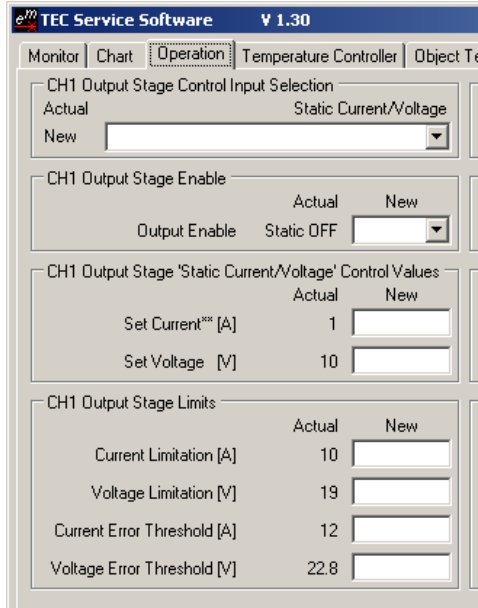 em TEC Service Software V 1.30
Monitor Chart Operation Temperature Controller Object Te
CH1 Output Stage Control Input Selection
Actual Static Current/Voltage
New
CH1 Output Stage Enable
Actual New
Output Enable Static OFF
CH1 Output Stage 'Static Current/Voltage' Control Values
Actual New
Set Current** [A] 1
Set Voltage [V] 10
CH1 Output Stage Limits
Actual New
Current Limitation [A] 10
Voltage Limitation [V] 19
Current Error Threshold [A] 12
Voltage Error Threshold [V] 22.8